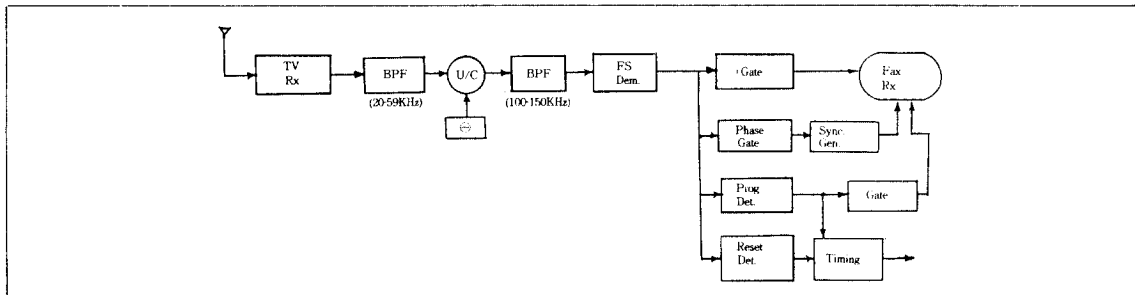 TV
Rx
BPF
(20-59KHz)
U/C
BPF
(100-150KHz)
FS
Dem.
Gate
Fax
Rx
Phase
Gate
Sync.
Gen.
Prog
Det.
Gate
Reset
Det.
Timing